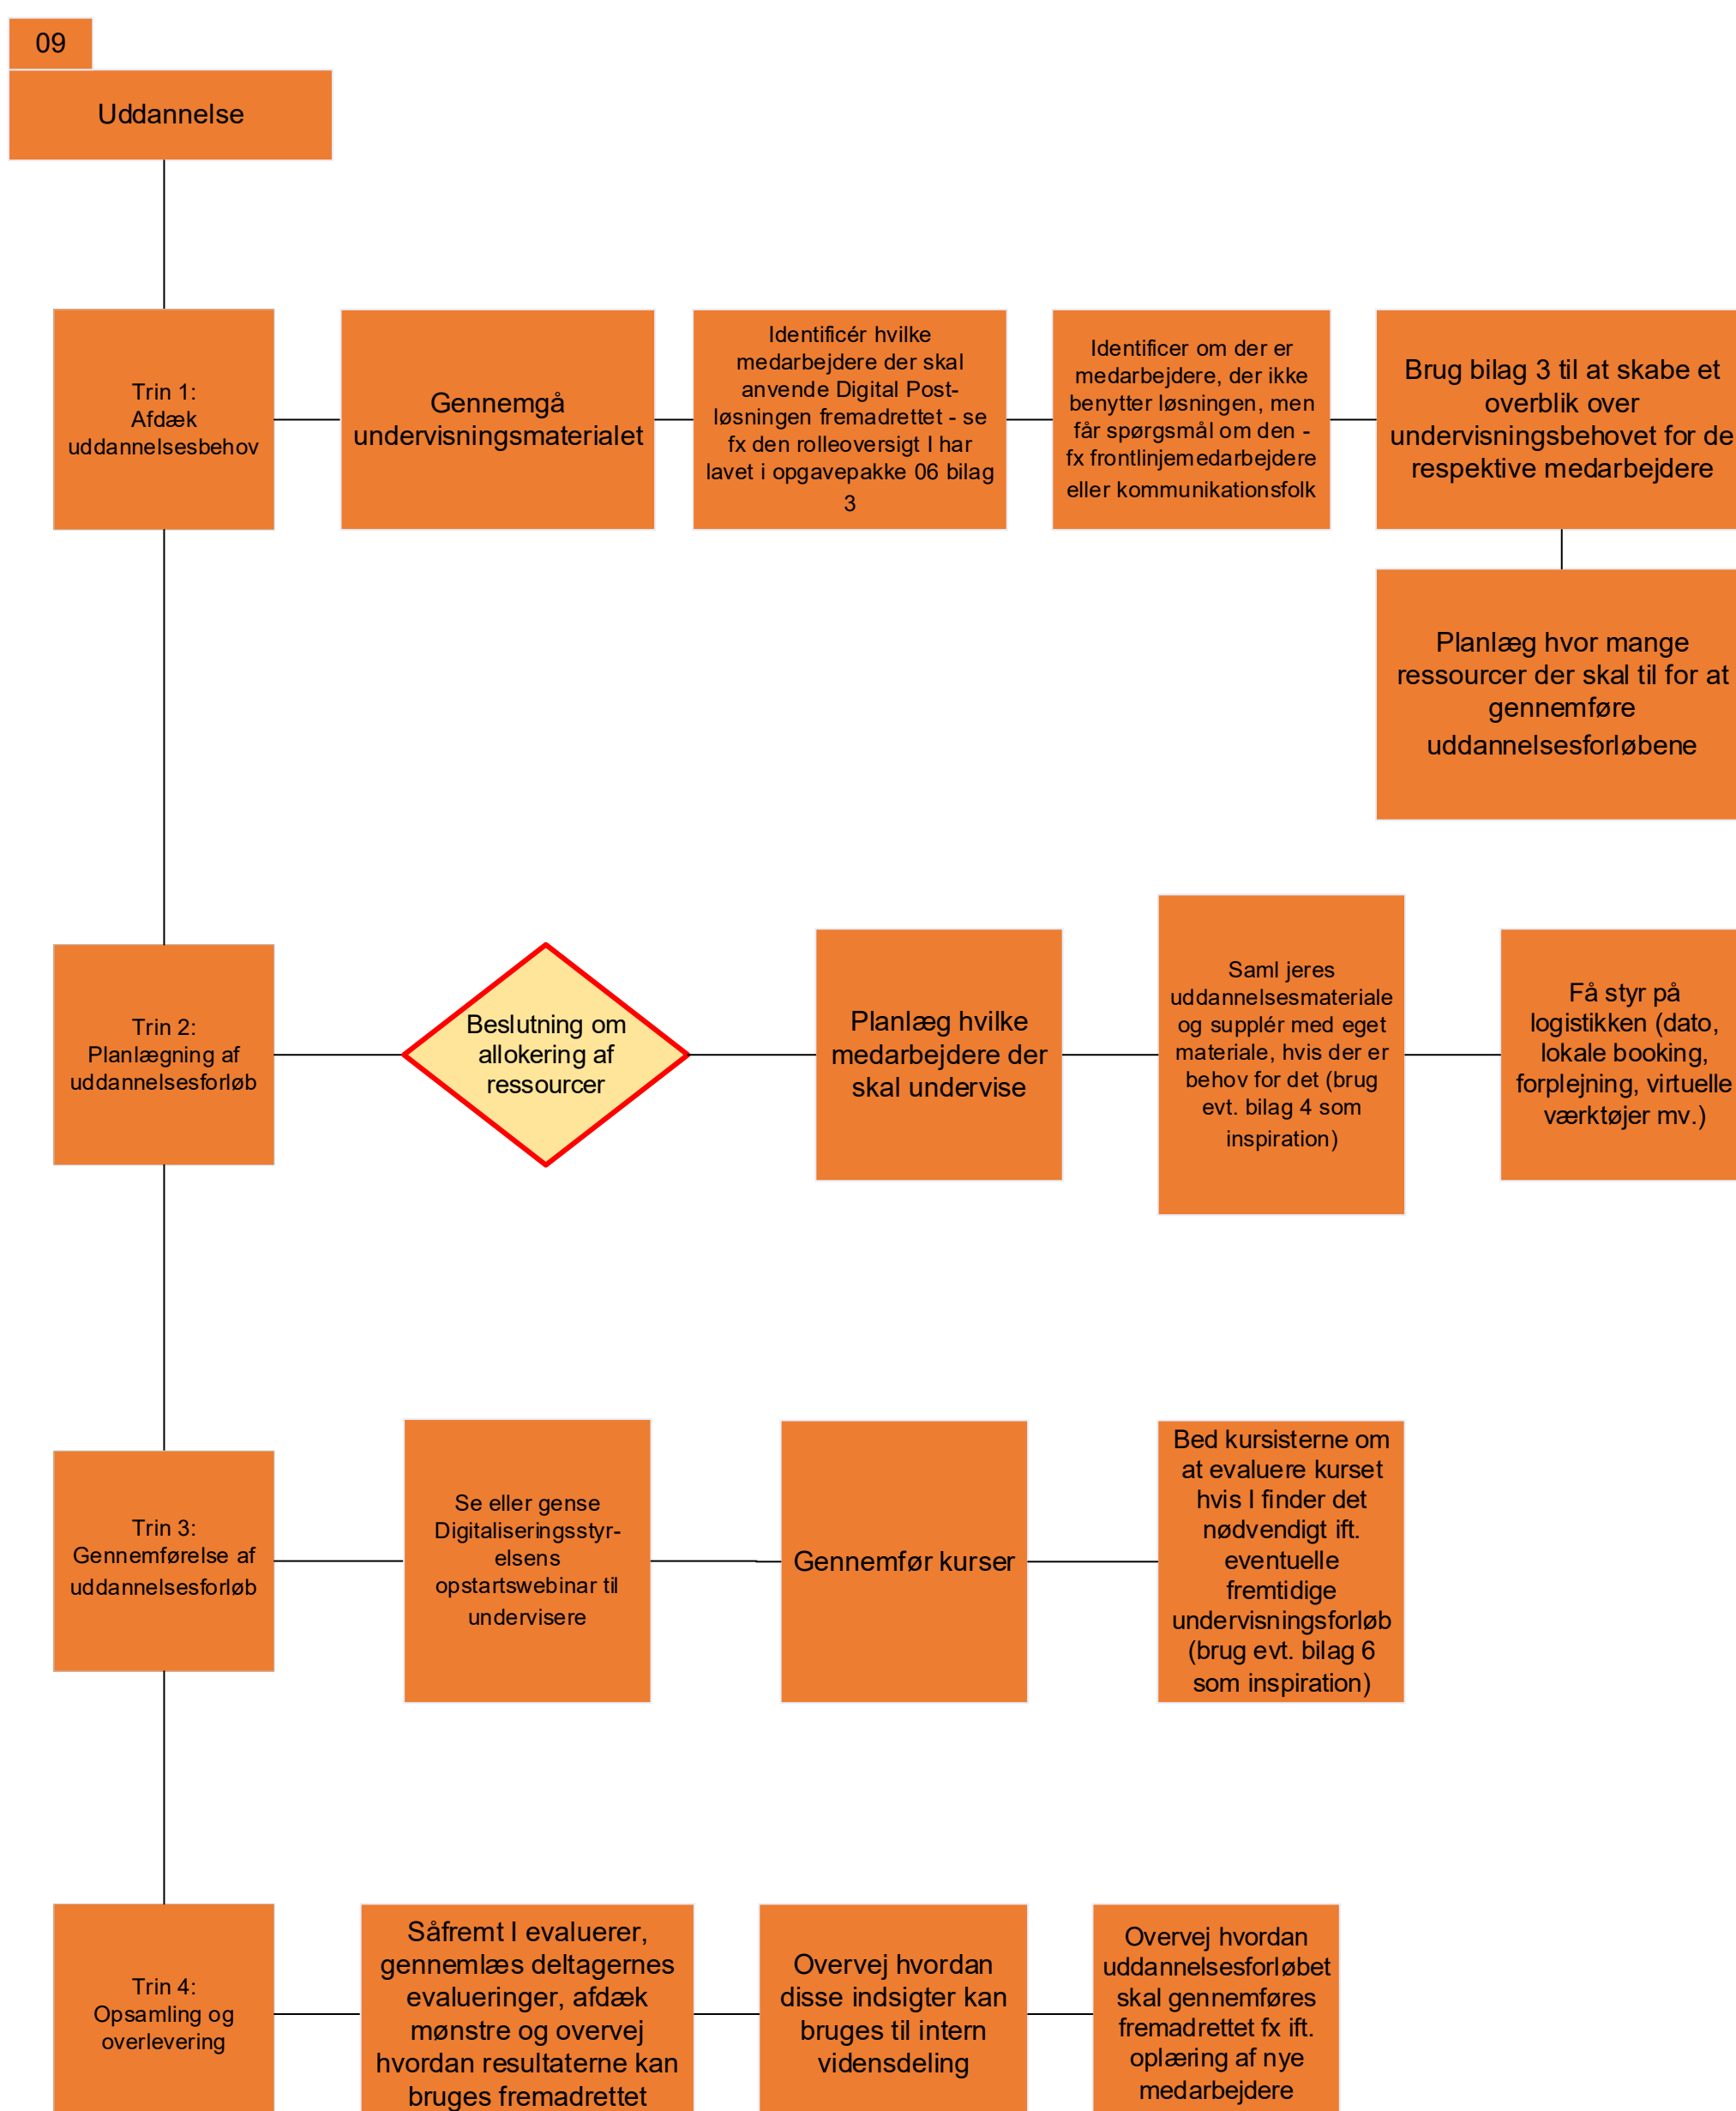 09
Uddannelse
Trin 1:
Afdæk
uddannelsesbehov
Gennemgå
undervisningsmaterialet
Identificér hvilke
medarbejdere der skal
anvende Digital Post-
løsningen fremadrettet - se
fx den rolleoversigt I har
lavet i opgavepakke 06 bilag
3
Identificer om der er
medarbejdere, der ikke
benytter løsningen, men
får spørgsmål om den -
fx frontlinjemedarbejdere
eller kommunikationsfolk
Brug bilag 3 til at skabe et
overblik over
undervisningsbehovet for de
respektive medarbejdere
Planlæg hvor mange
ressourcer der skal til for at
gennemføre
uddannelsesforløbene
Trin 2:
Planlægning af
uddannelsesforløb
Beslutning om
allokering af
ressourcer
Planlæg hvilke
medarbejdere der
skal undervise
Saml jeres
uddannelsesmateriale
og supplér med eget
materiale, hvis der er
behov for det (brug
evt. bilag 4 som
inspiration)
Få styr på
logistikken (dato,
lokale booking,
forplejning, virtuelle
værktøjer mv.)
Trin 3:
Gennemførelse af
uddannelsesforløb
Se eller gense
Digitaliseringsstyr-
elsens
opstartswebinar til
undervisere
Gennemfør kurser
Bed kursisterne om
at evaluere kurset
hvis I finder det
nødvendigt ift.
eventuelle
fremtidige
undervisningsforløb
(brug evt. bilag 6
som inspiration)
Trin 4:
Opsamling og
overlevering
Såfremt I evaluerer,
gennemlæs deltagernes
evalueringer, afdæk
mønstre og overvej
hvordan resultaterne kan
bruges fremadrettet
Overvej hvordan
disse indsigter kan
bruges til intern
vidensdeling
Overvej hvordan
uddannelsesforløbet
skal gennemføres
fremadrettet fx ift.
oplæring af nye
medarbejdere